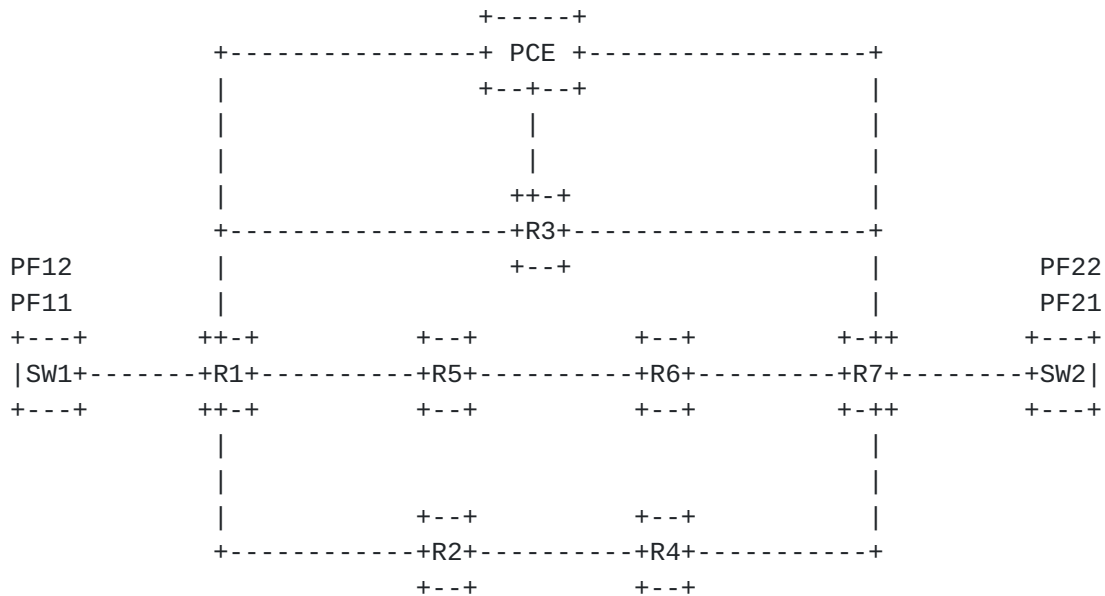 PCE
R3
PF12 PF22
PF11 PF21
SW1 R1 R5 R6 R7 SW2
R2 R4